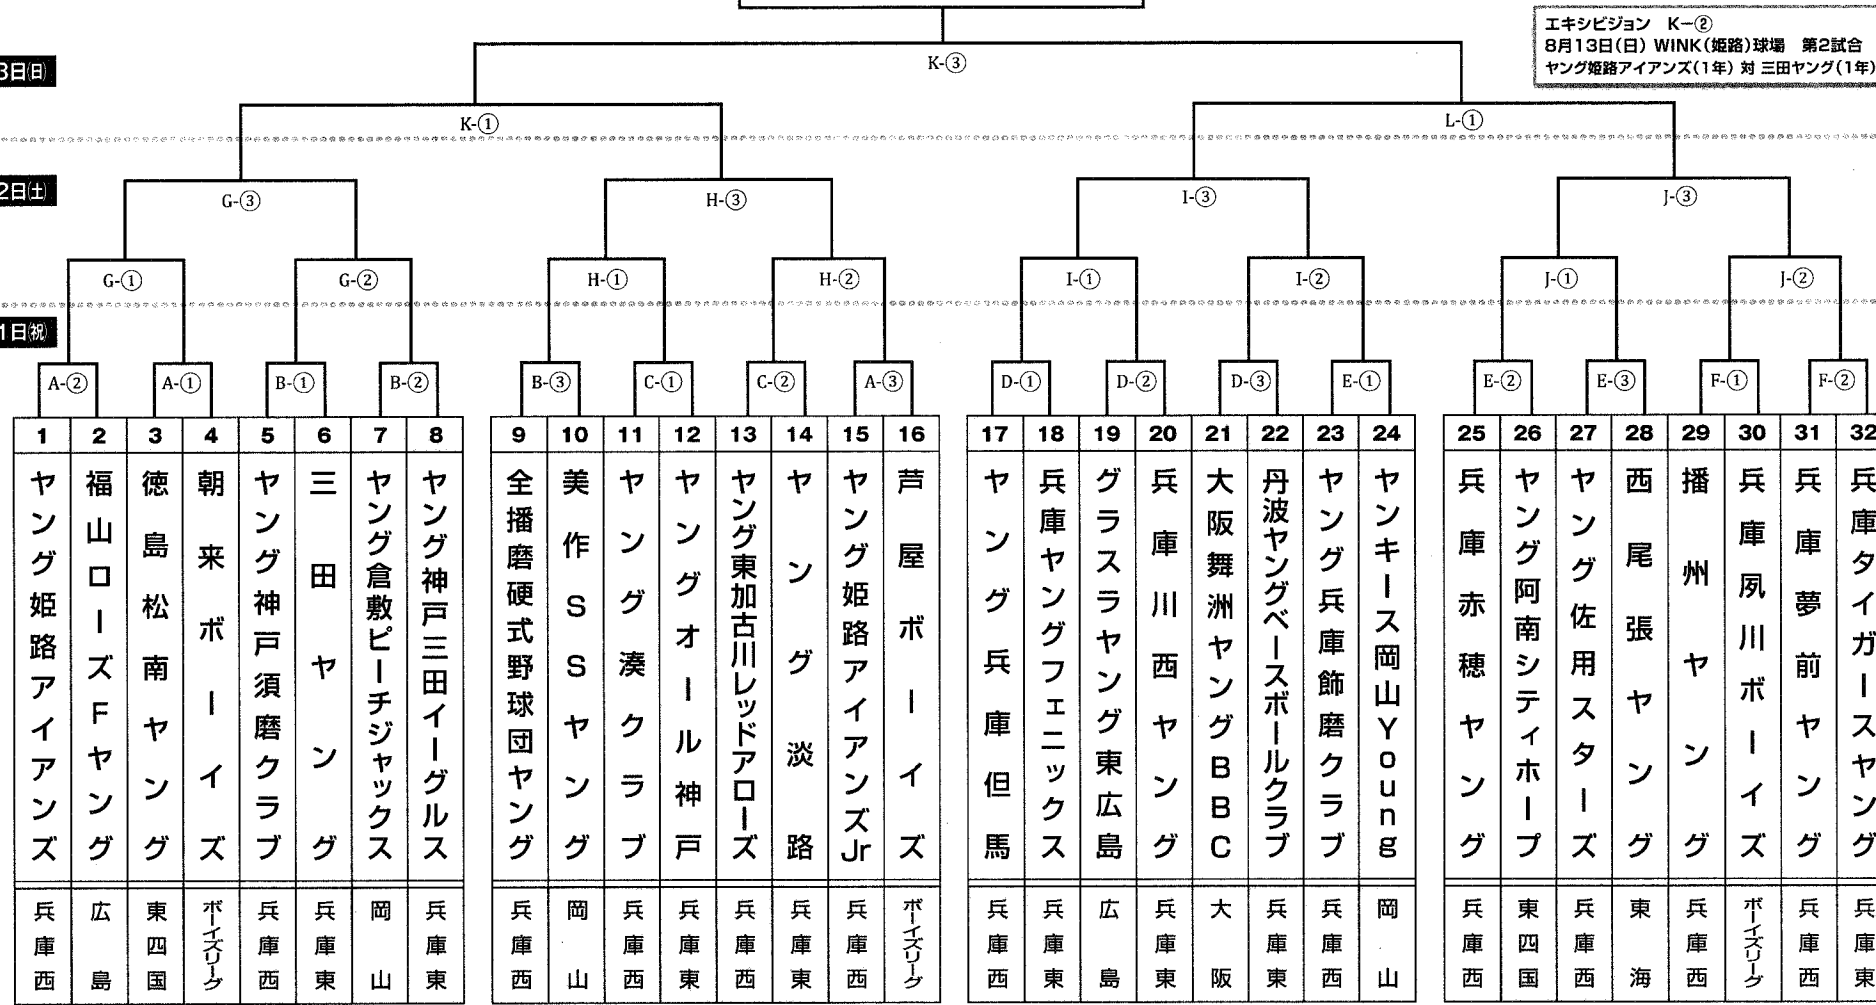 エキシビジョン K-②
8月13日(日) WINK(姫路)球場 第2試合
ヤング姫路アイアンズ(1年) 対 三田ヤング(1年)
3日(日)
K-③
K-① L-①
2日(土)
G-③ H-③ I-③ J-③
G-① G-② H-① H-② I-① I-② J-① J-②
1日(祝)
A-② A-① B-① B-② B-③ C-① C-② A-③ D-① D-② D-③ E-① E-② E-③ F-① F-②
1 ヤング姫路アイアンズ 兵庫西
2 福山ローズFヤング 広島
3 徳島松南ヤング 東四国
4 朝来ボーイズ ボーイズリーグ
5 ヤング神戸須磨クラブ 兵庫西
6 三田ヤング 兵庫東
7 ヤング倉敷ピーチジャックス 岡山
8 ヤング神戸三田イーグルス 兵庫東
9 全播磨硬式野球団ヤング 兵庫西
10 美作SSヤング 岡山
11 ヤング湊クラブ 兵庫西
12 ヤングオール神戸 兵庫東
13 ヤング東加古川レッドアローズ 兵庫西
14 ヤング淡路 兵庫東
15 ヤング姫路アイアンズJr 兵庫西
16 芦屋ボーイズ ボーイズリーグ
17 ヤング兵庫但馬 兵庫西
18 兵庫ヤングフェニックス 兵庫東
19 グラスラヤング東広島 広島
20 兵庫川西ヤング 兵庫東
21 大阪舞洲ヤングBBC 大阪
22 丹波ヤングベースボールクラブ 兵庫東
23 ヤング兵庫飾磨クラブ 兵庫西
24 ヤンキース岡山Young 岡山
25 兵庫赤穂ヤング 兵庫西
26 ヤング阿南シティホープ 東四国
27 ヤング佐用スターズ 兵庫西
28 西尾張ヤング 東海
29 播州ヤング 兵庫西
30 兵庫夙川ボーイズ ボーイズリーグ
31 兵庫夢前ヤング 兵庫西
32 兵庫タイガースヤング 兵庫東